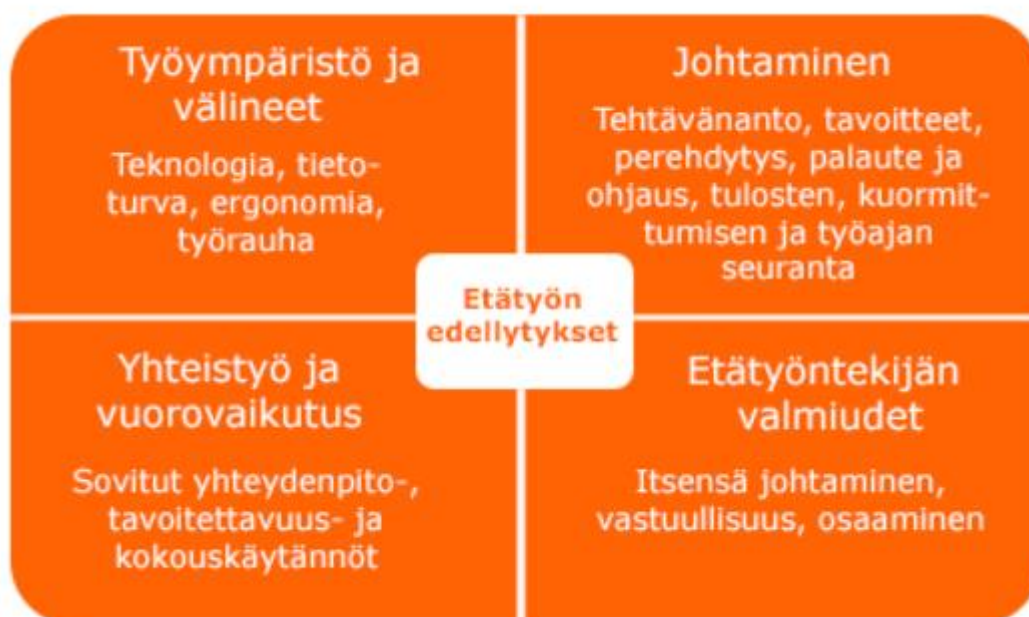 Työympäristö ja
välineet
Teknologia, tieto-
turva, ergonomia,
työrauha
Johtaminen
Tehtävänanto, tavoitteet,
perehdytys, palaute ja
ohjaus, tulosten, kuormit-
tumisen ja työajan
seuranta
Etätyön
edellytykset
Yhteistyö ja
vuorovaikutus
Sovitut yhteydenpito-,
tavoitettavuus- ja
kokouskäytännöt
Etätyöntekijän
valmiudet
Itsensä johtaminen,
vastuullisuus, osaaminen